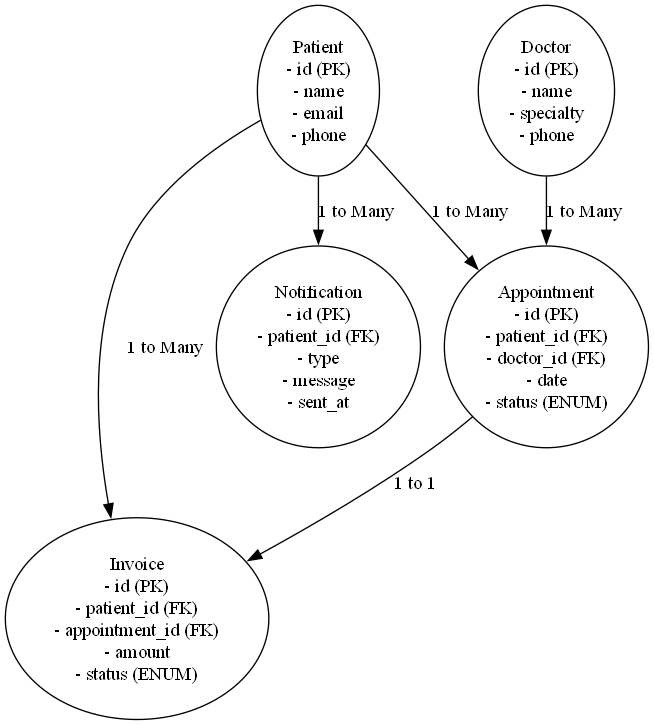 Patient
- id (PK)
- name
- email
- phone
Doctor
- id (PK)
- name
- specialty
- phone
1 to Many
1 to Many
1 to Many
Notification
- id (PK)
- patient_id (FK)
- type
- message
- sent_at
Appointment
- id (PK)
- patient_id (FK)
- doctor_id (FK)
- date
- status (ENUM)
1 to Many
1 to 1
Invoice
- id (PK)
- patient_id (FK)
- appointment_id (FK)
- amount
- status (ENUM)